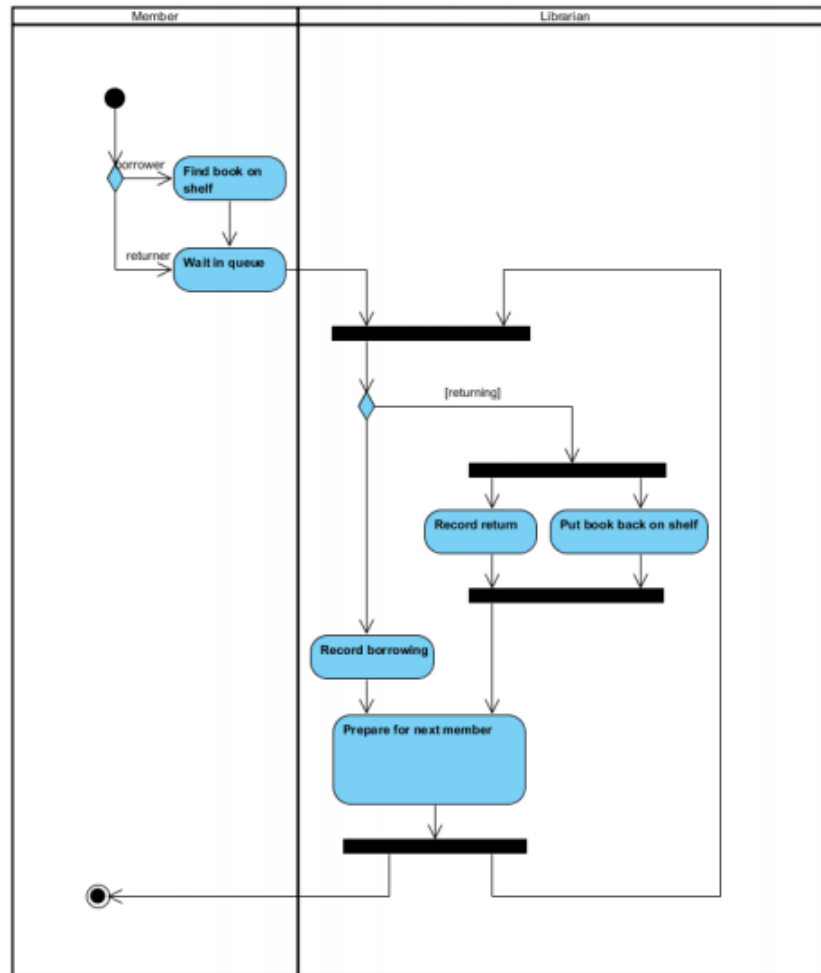 Member
Librarian
borrower
Find book on
shelf
returner
Wait in queue
[returning]
Record return
Put book back on shelf
Record borrowing
Prepare for next member